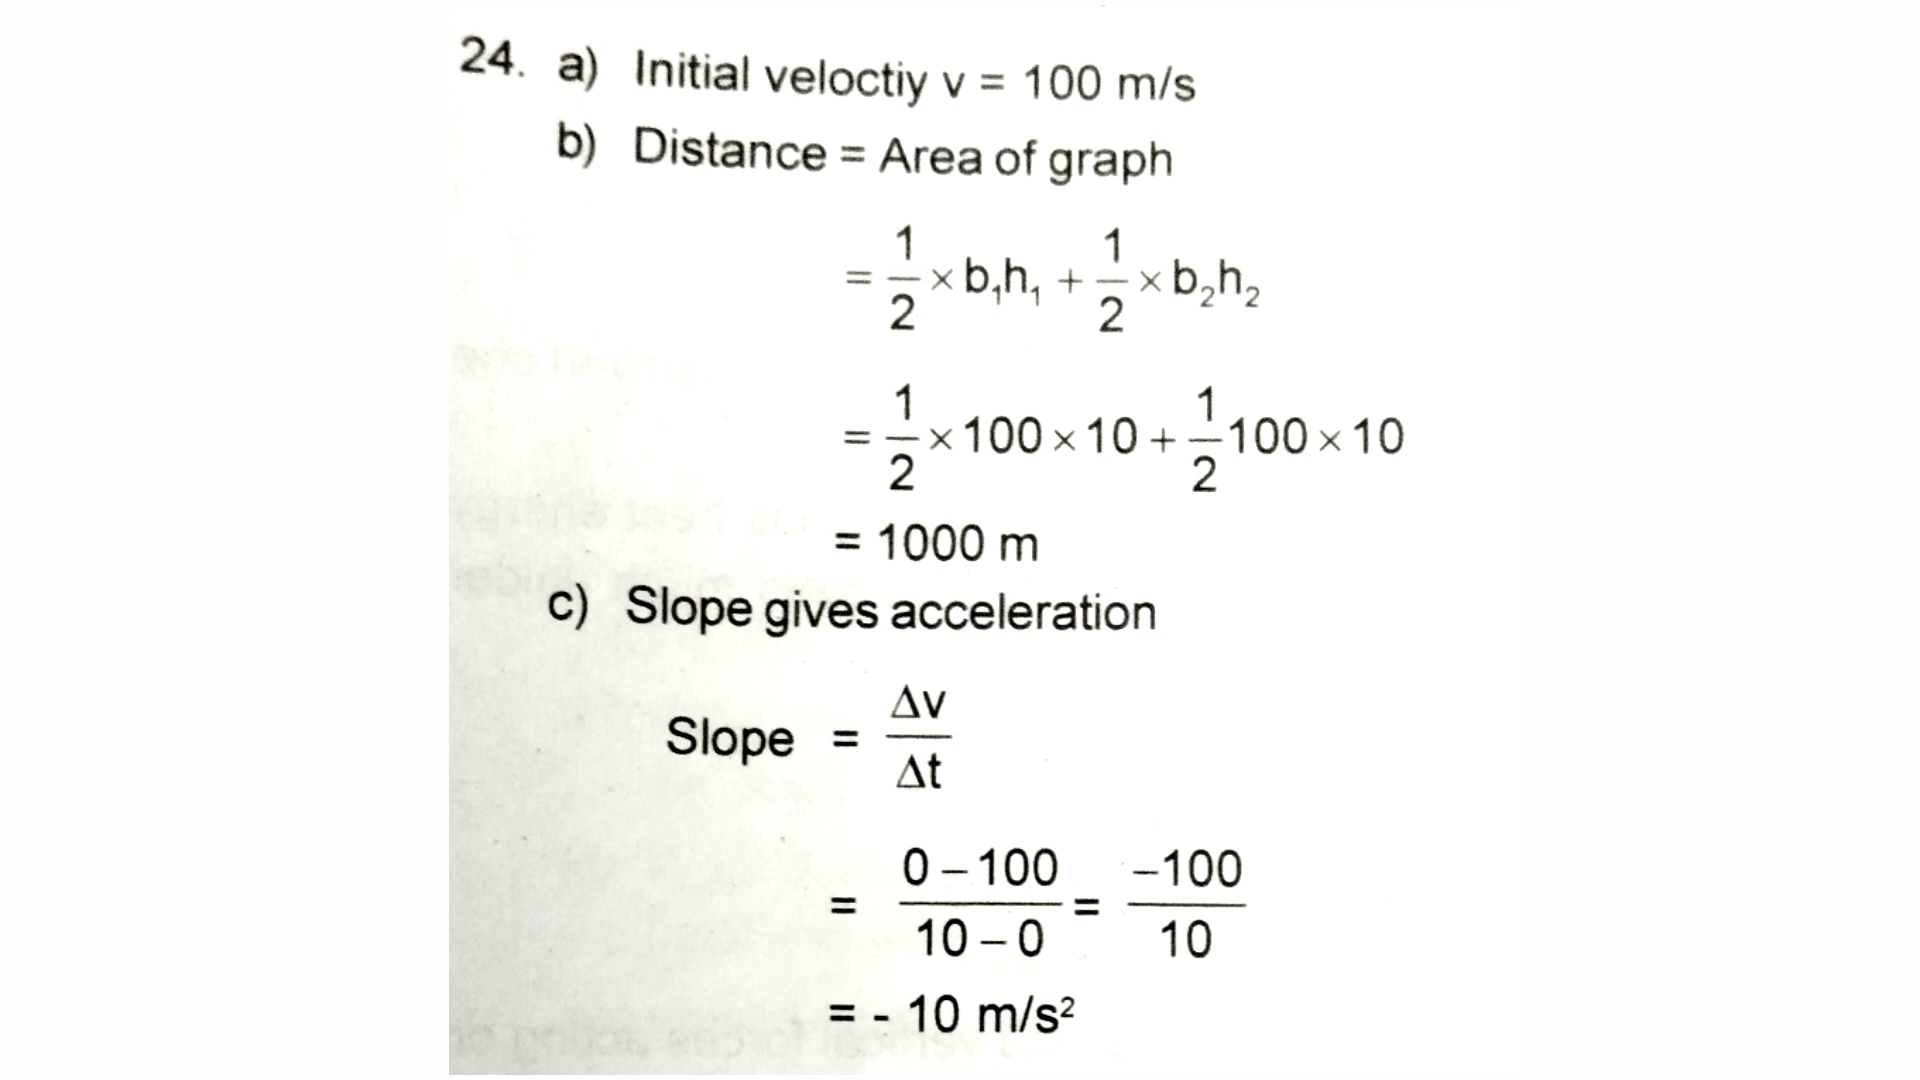 24. a) Initial veloctiy v = 100 m/s
b) Distance = Area of graph
= 1/2 × b₁h₁ + 1/2 × b₂h₂
= 1/2 × 100 × 10 + 1/2 100 × 10
= 1000 m
c) Slope gives acceleration
Slope = Δv/Δt
= 0 – 100/10 – 0 = –100/10
= - 10 m/s²